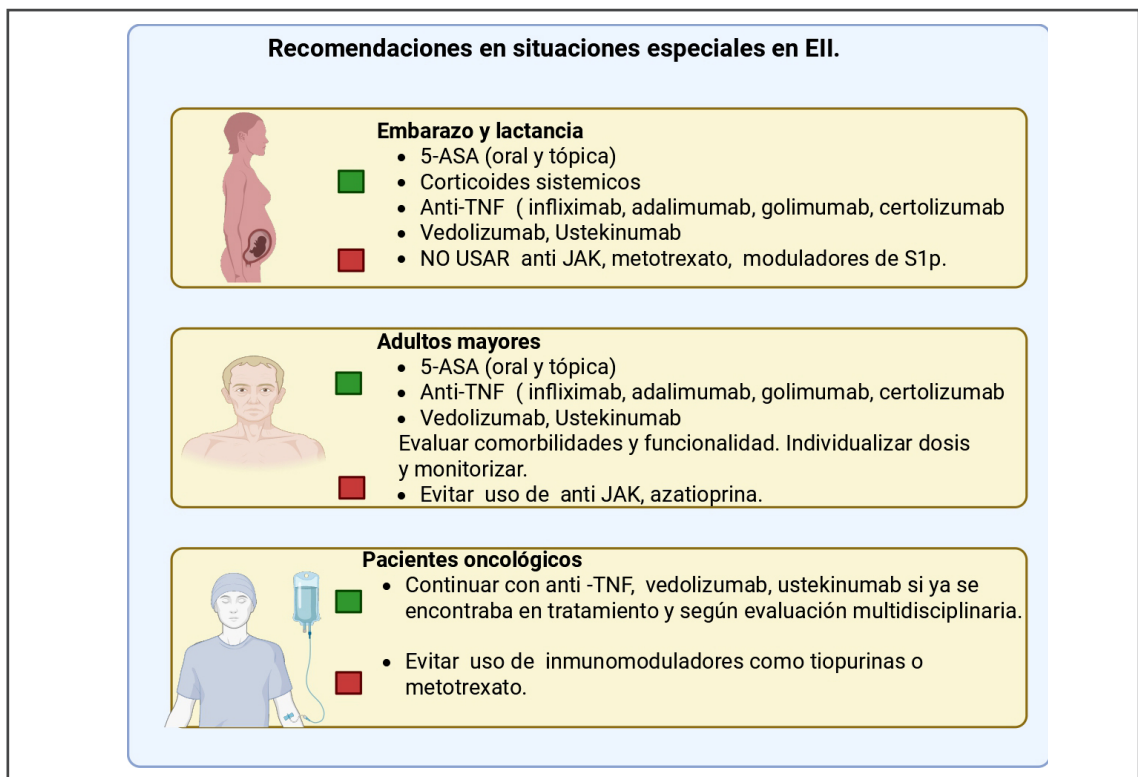 Recomendaciones en situaciones especiales en EII.
Embarazo y lactancia
• 5-ASA (oral y tópica)
• Corticoides sistemicos
• Anti-TNF ( infliximab, adalimumab, golimumab, certolizumab
• Vedolizumab, Ustekinumab
• NO USAR anti JAK, metotrexato, moduladores de S1p.
Adultos mayores
• 5-ASA (oral y tópica)
• Anti-TNF ( infliximab, adalimumab, golimumab, certolizumab
• Vedolizumab, Ustekinumab
Evaluar comorbilidades y funcionalidad. Individualizar dosis
y monitorizar.
• Evitar uso de anti JAK, azatioprina.
Pacientes oncológicos
• Continuar con anti -TNF, vedolizumab, ustekinumab si ya se
encontraba en tratamiento y según evaluación multidisciplinaria.
• Evitar uso de inmunomoduladores como tiopurinas o
metotrexato.